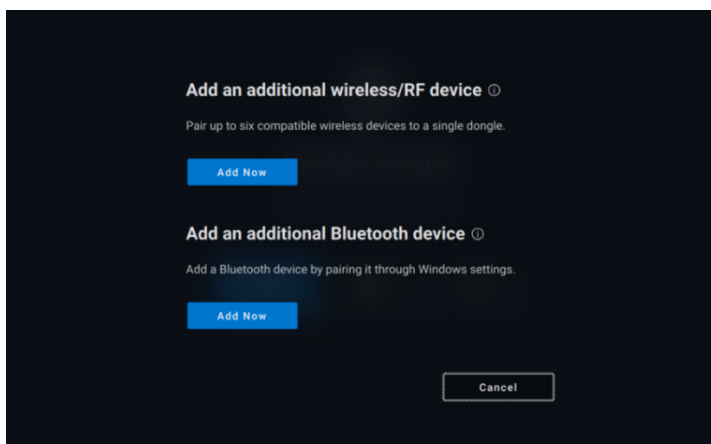 Add an additional wireless/RF device ⓘ
Pair up to six compatible wireless devices to a single dongle.
Add Now
Add an additional Bluetooth device ⓘ
Add a Bluetooth device by pairing it through Windows settings.
Add Now
Cancel